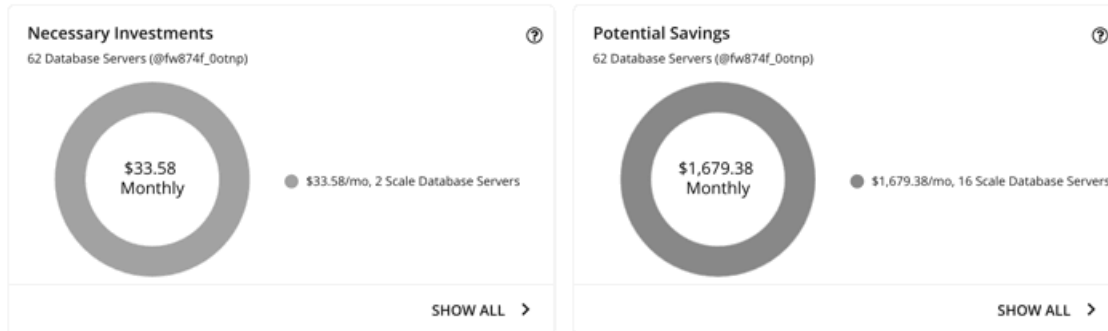 Necessary Investments
62 Database Servers (@fw874f_0otnp)
$33.58
Monthly
$33.58/mo, 2 Scale Database Servers
SHOW ALL >
Potential Savings
62 Database Servers (@fw874f_0otnp)
$1,679.38
Monthly
$1,679.38/mo, 16 Scale Database Servers
SHOW ALL >